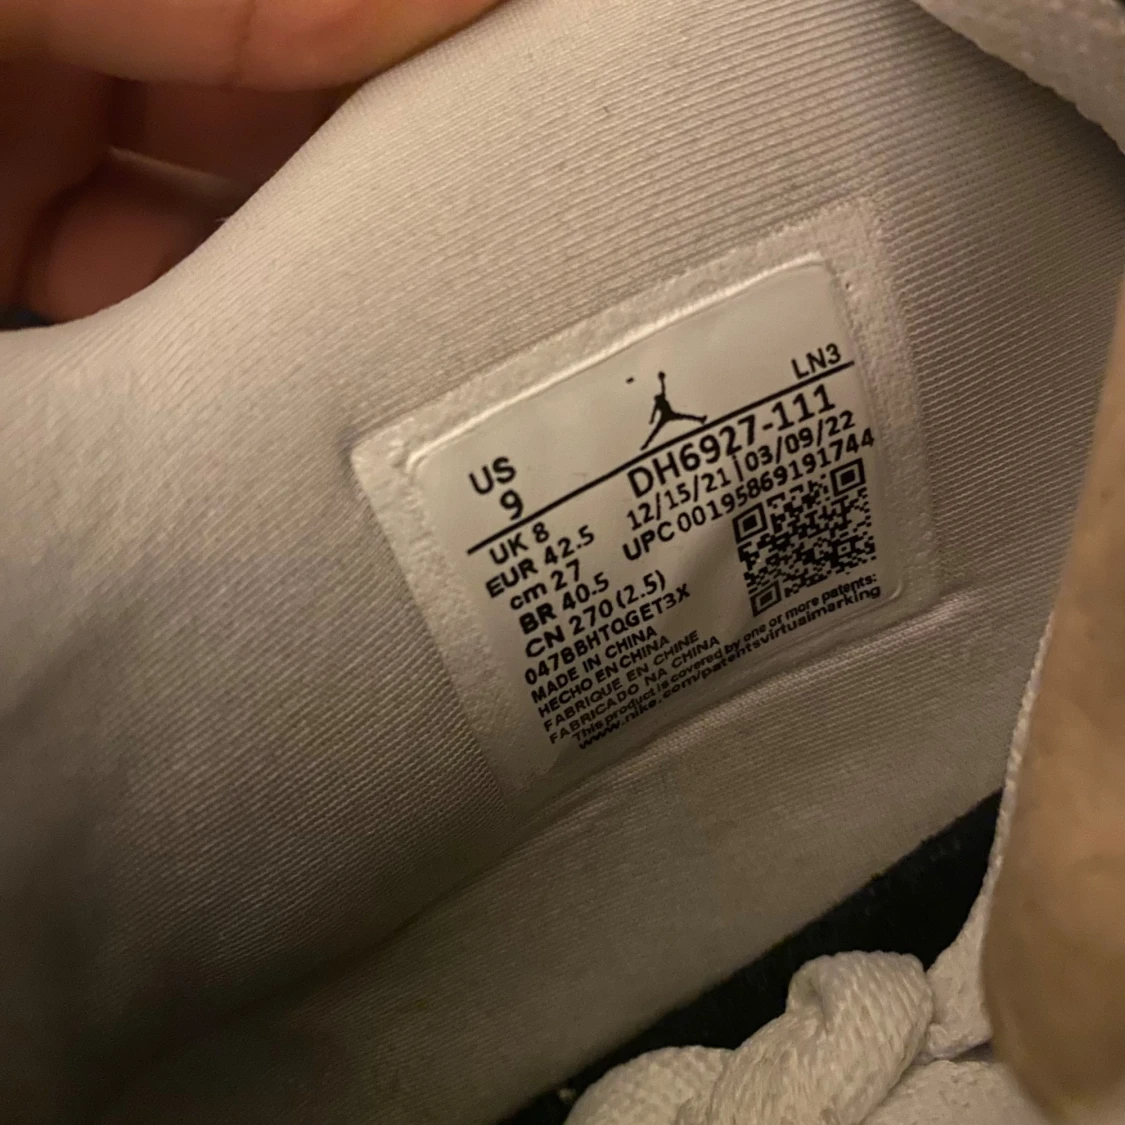 LN3
US
9
DH6927-111
12/15/21|03/09/22
UPC 00195869191744
UK 8
EUR 42.5
cm 27
BR 40.5
CN 270 (2.5)
047BBHTQGET3X
MADE IN CHINA
HECHO EN CHINA
FABRIQUE EN CHINE
FABRICADO NA CHINA
This product is covered by one or more patents:
www.nike.com/patentsvirtualmarking